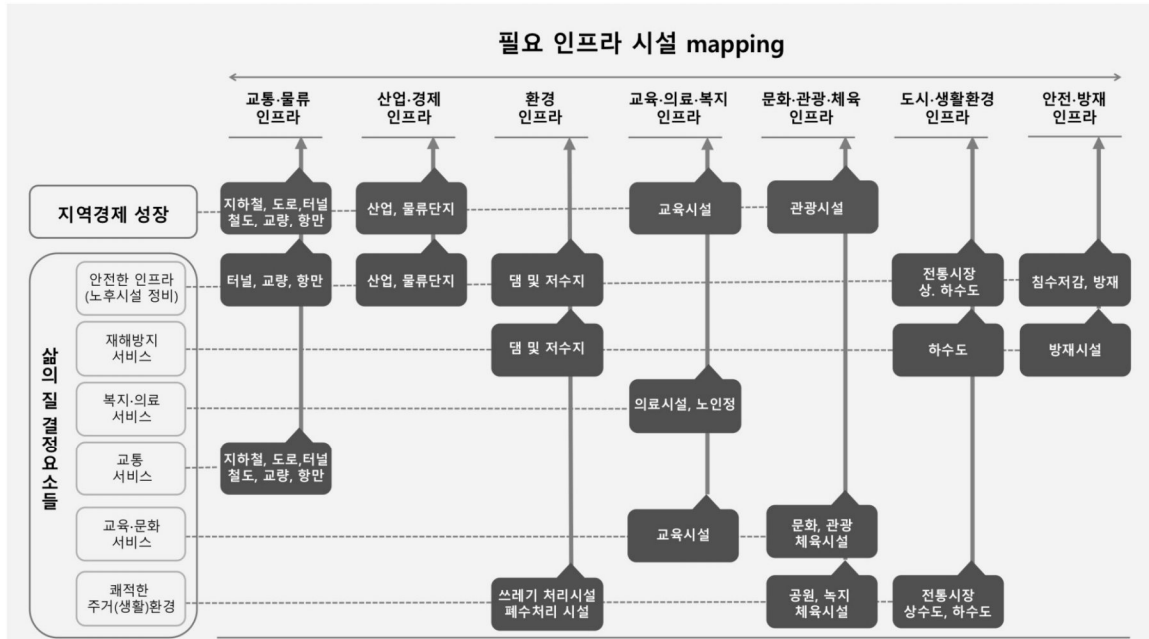 필요 인프라 시설 mapping
교통·물류
인프라
산업·경제
인프라
환경
인프라
교육·의료·복지
인프라
문화·관광·체육
인프라
도시·생활환경
인프라
안전·방재
인프라
지역경제 성장
지하철, 도로,터널
철도, 교량, 항만
산업, 물류단지
교육시설
관광시설
삶의 질 결정요소들
안전한 인프라
(노후시설 정비)
터널, 교량, 항만
산업, 물류단지
댐 및 저수지
전통시장
상. 하수도
침수저감, 방재
재해방지
서비스
댐 및 저수지
하수도
방재시설
복지·의료
서비스
의료시설, 노인정
교통
서비스
지하철, 도로,터널
철도, 교량, 항만
교육·문화
서비스
교육시설
문화, 관광
체육시설
쾌적한
주거(생활)환경
쓰레기 처리시설
폐수처리 시설
공원, 녹지
체육시설
전통시장
상수도, 하수도